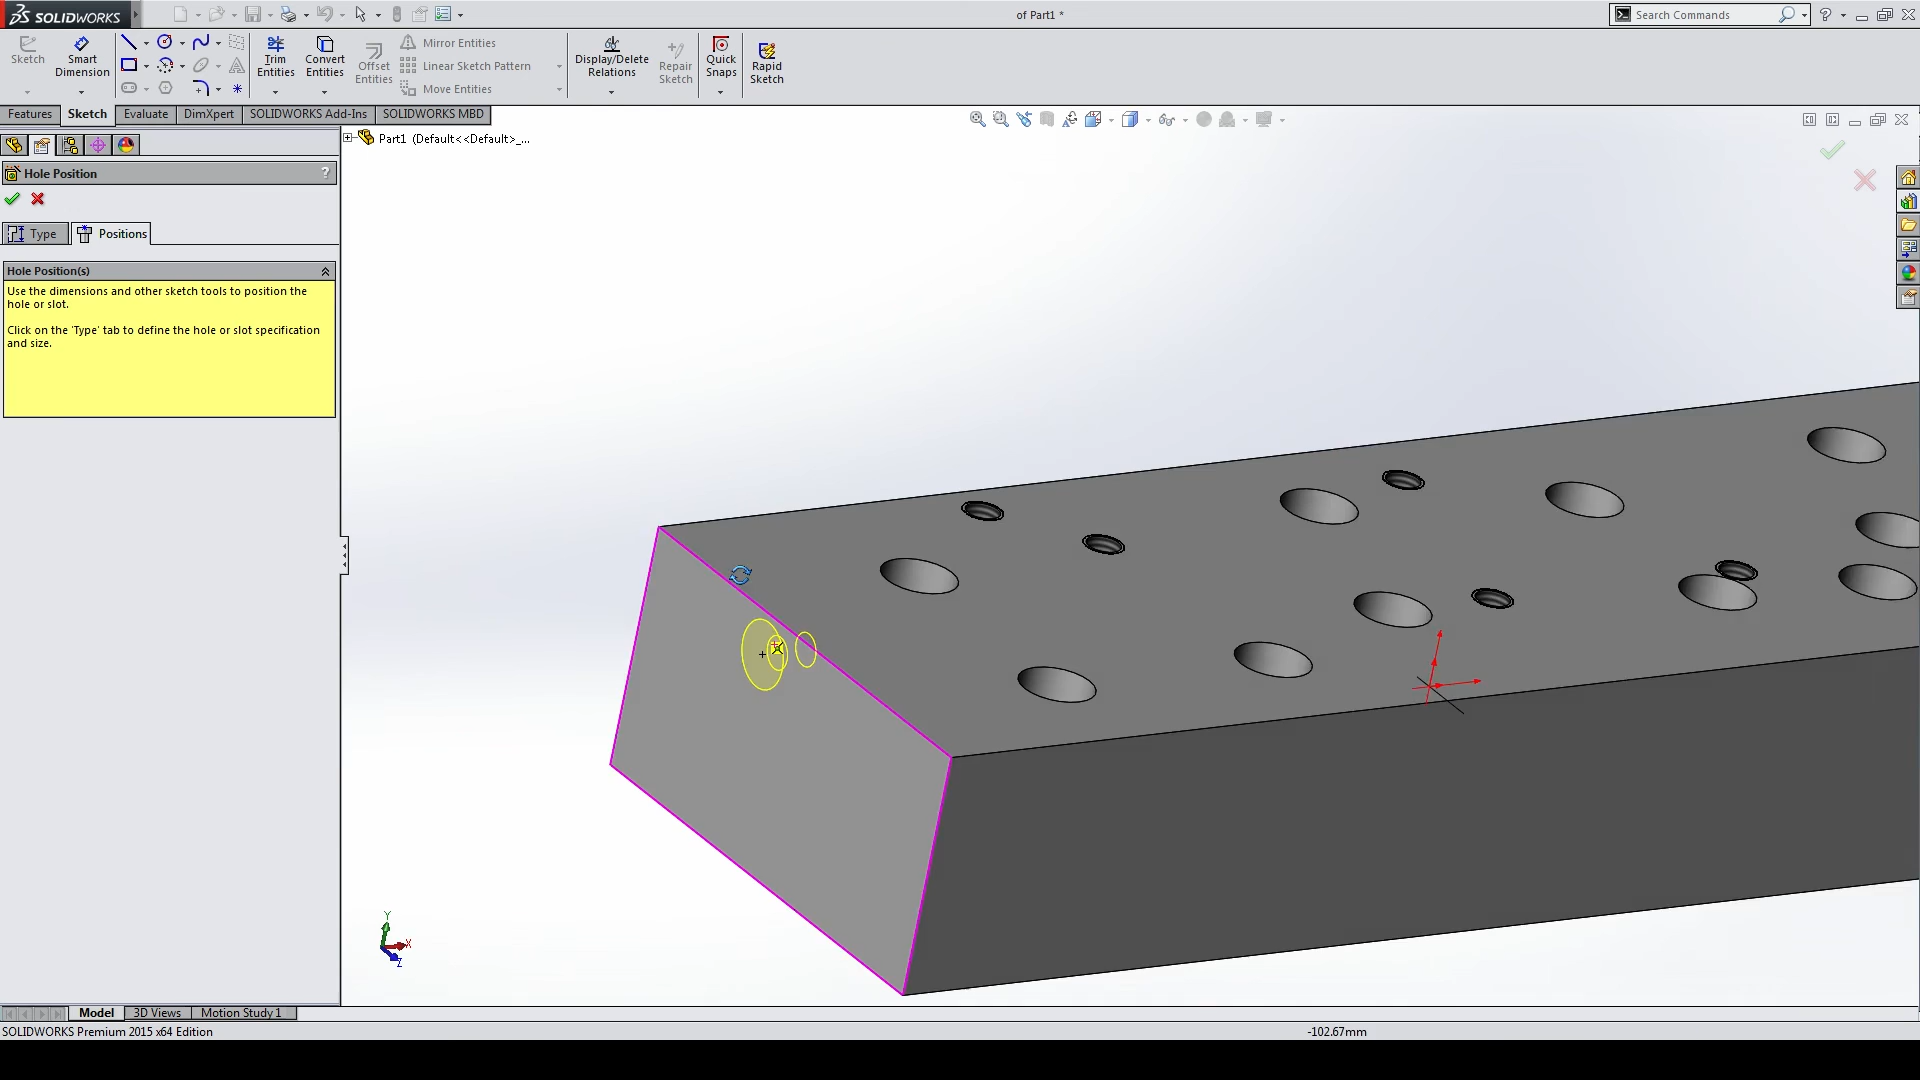 SOLIDWORKS
of Part1 *
Search Commands
?
Sketch
Smart Dimension
Trim Entities
Convert Entities
Offset Entities
Mirror Entities
Linear Sketch Pattern
Move Entities
Display/Delete Relations
Repair Sketch
Quick Snaps
Rapid Sketch
Features
Sketch
Evaluate
DimXpert
SOLIDWORKS Add-Ins
SOLIDWORKS MBD
Part1 (Default<<Default>_...
Hole Position
?
Type
Positions
Hole Position(s)
Use the dimensions and other sketch tools to position the
hole or slot.
Click on the 'Type' tab to define the hole or slot specification
and size.
Y
X
Z
Model
3D Views
Motion Study 1
SOLIDWORKS Premium 2015 x64 Edition
-102.67mm